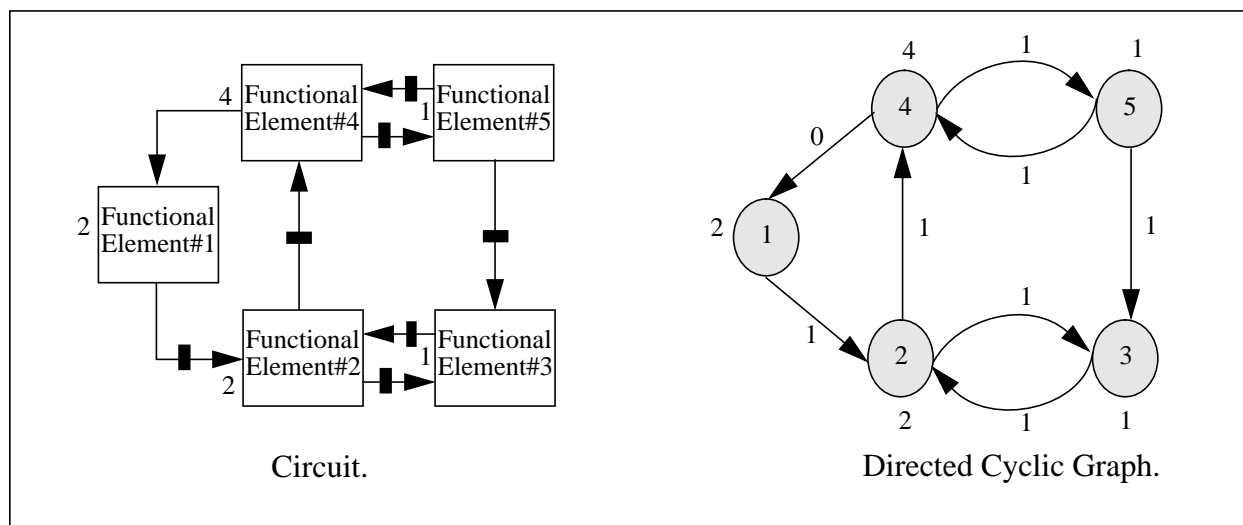 4
Functional
Element#4
1
Functional
Element#5
2
Functional
Element#1
2
Functional
Element#2
1
Functional
Element#3
Circuit.
4
1
1
4
5
0
1
2
1
1
1
1
1
2
3
1
2
1
1
Directed Cyclic Graph.